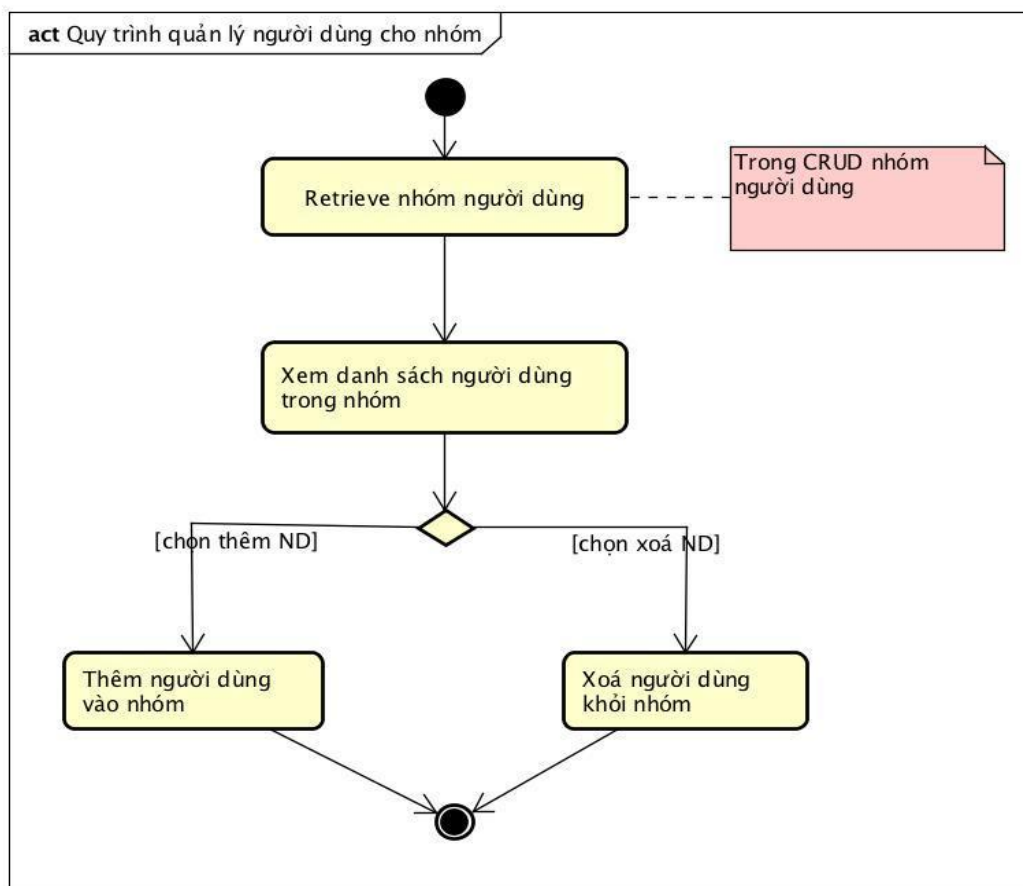 act Quy trình quản lý người dùng cho nhóm
Retrieve nhóm người dùng
Trong CRUD nhóm
người dùng
Xem danh sách người dùng
trong nhóm
[chọn thêm ND]
[chọn xoá ND]
Thêm người dùng
vào nhóm
Xoá người dùng
khỏi nhóm